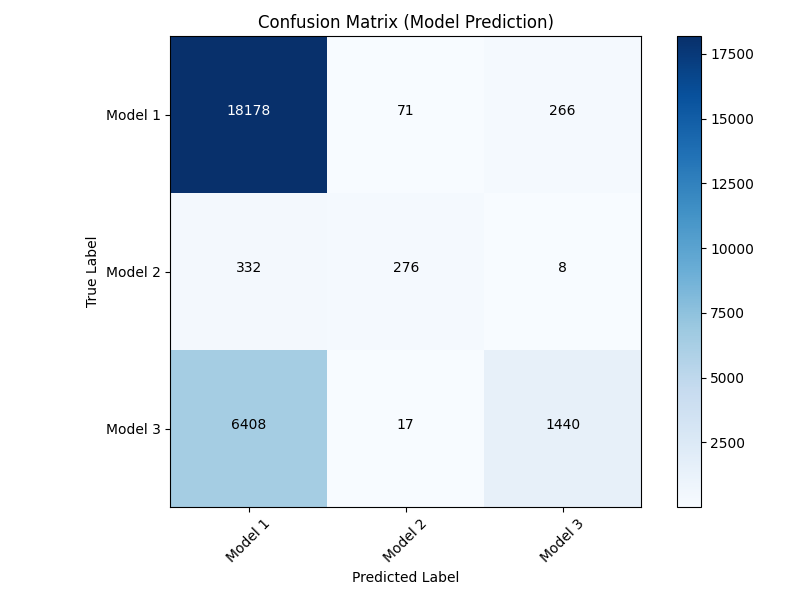 Confusion Matrix (Model Prediction)
True Label
Model 1
18178 71 266
Model 2
332 276 8
Model 3
6408 17 1440
Model 1 Model 2 Model 3
Predicted Label
17500
15000
12500
10000
7500
5000
2500